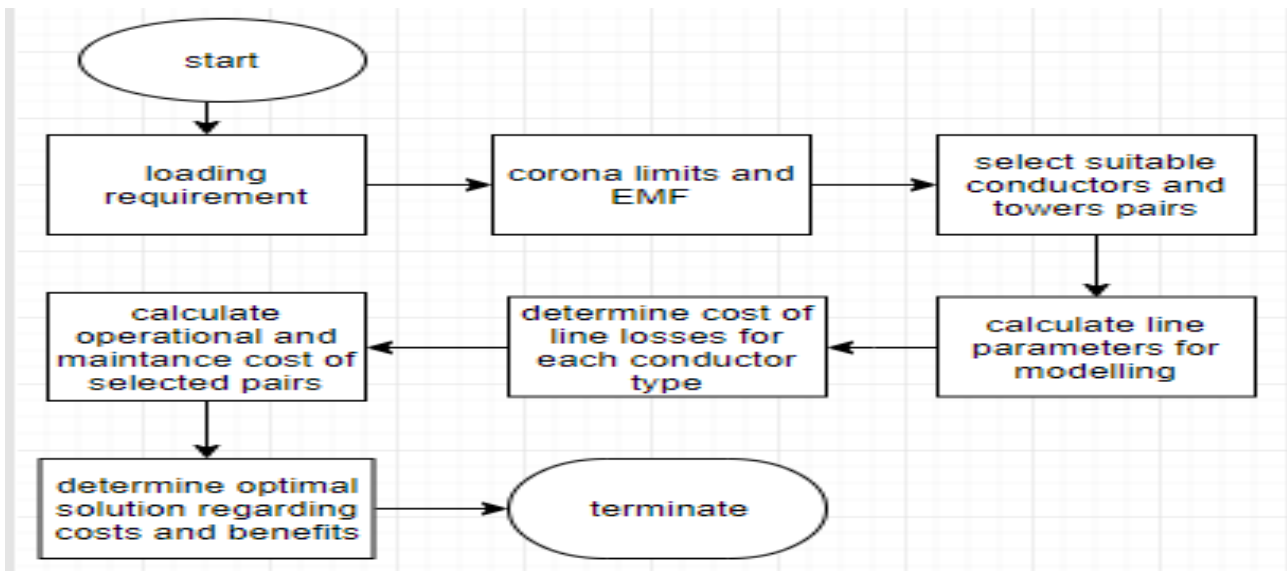 start
loading
requirement
corona limits and
EMF
select suitable
conductors and
towers pairs
calculate line
parameters for
modelling
determine cost of
line losses for
each conductor
type
calculate
operational and
maintance cost of
selected pairs
determine optimal
solution regarding
costs and benefits
terminate